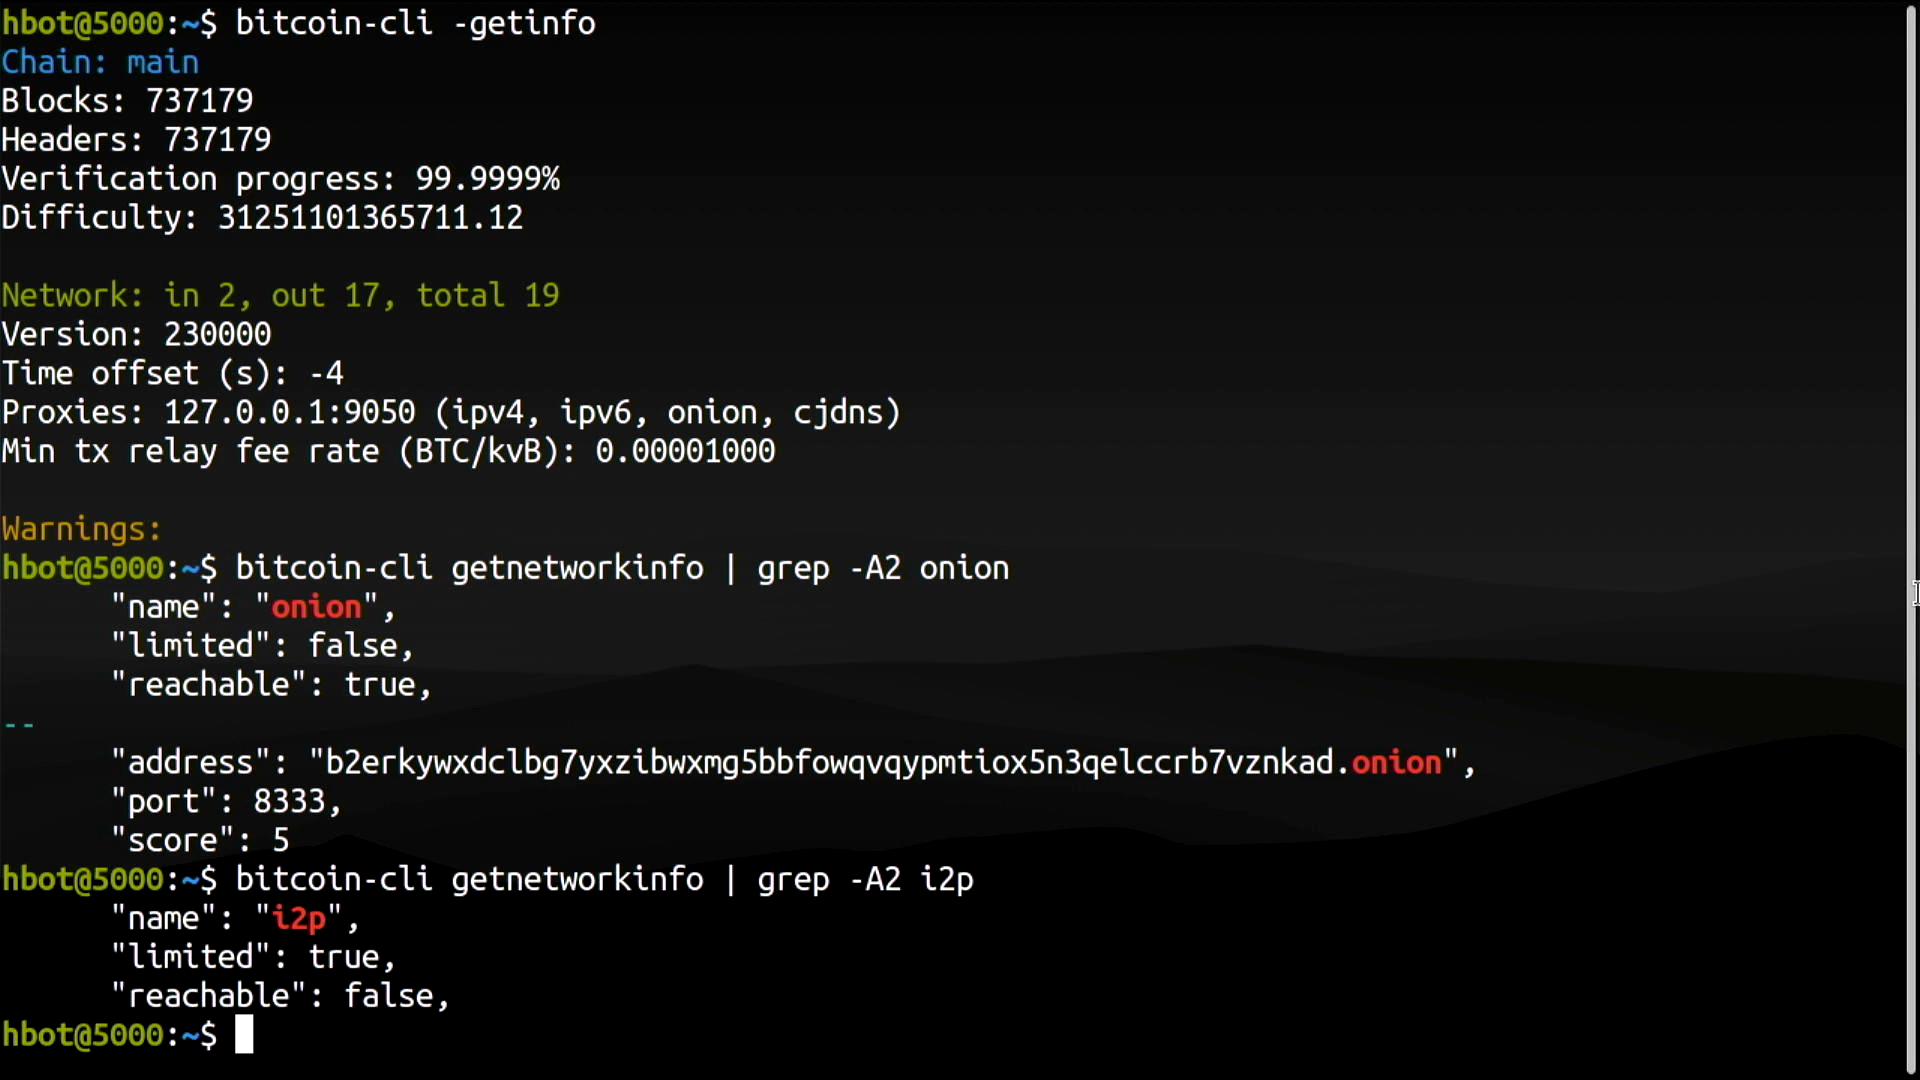 hbot@5000:~$ bitcoin-cli -getinfo
Chain: main
Blocks: 737179
Headers: 737179
Verification progress: 99.9999%
Difficulty: 31251101365711.12
Network: in 2, out 17, total 19
Version: 230000
Time offset (s): -4
Proxies: 127.0.0.1:9050 (ipv4, ipv6, onion, cjdns)
Min tx relay fee rate (BTC/kvB): 0.00001000
Warnings:
hbot@5000:~$ bitcoin-cli getnetworkinfo | grep -A2 onion
"name": "onion",
"limited": false,
"reachable": true,
--
"address": "b2erkywxdclbg7yxzibwxmg5bbfowqvqypmtiox5n3qelccrb7vznkad.onion",
"port": 8333,
"score": 5
hbot@5000:~$ bitcoin-cli getnetworkinfo | grep -A2 i2p
"name": "i2p",
"limited": true,
"reachable": false,
hbot@5000:~$